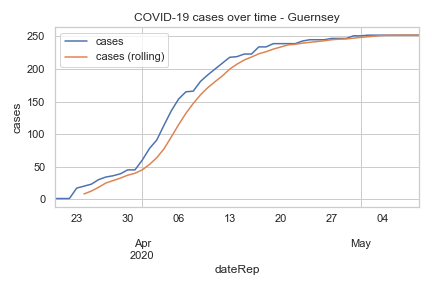 COVID-19 cases over time - Guernsey
cases
cases (rolling)
250
200
150
100
50
0
cases
23 30 06 13 20 27 04
Apr May
2020
dateRep